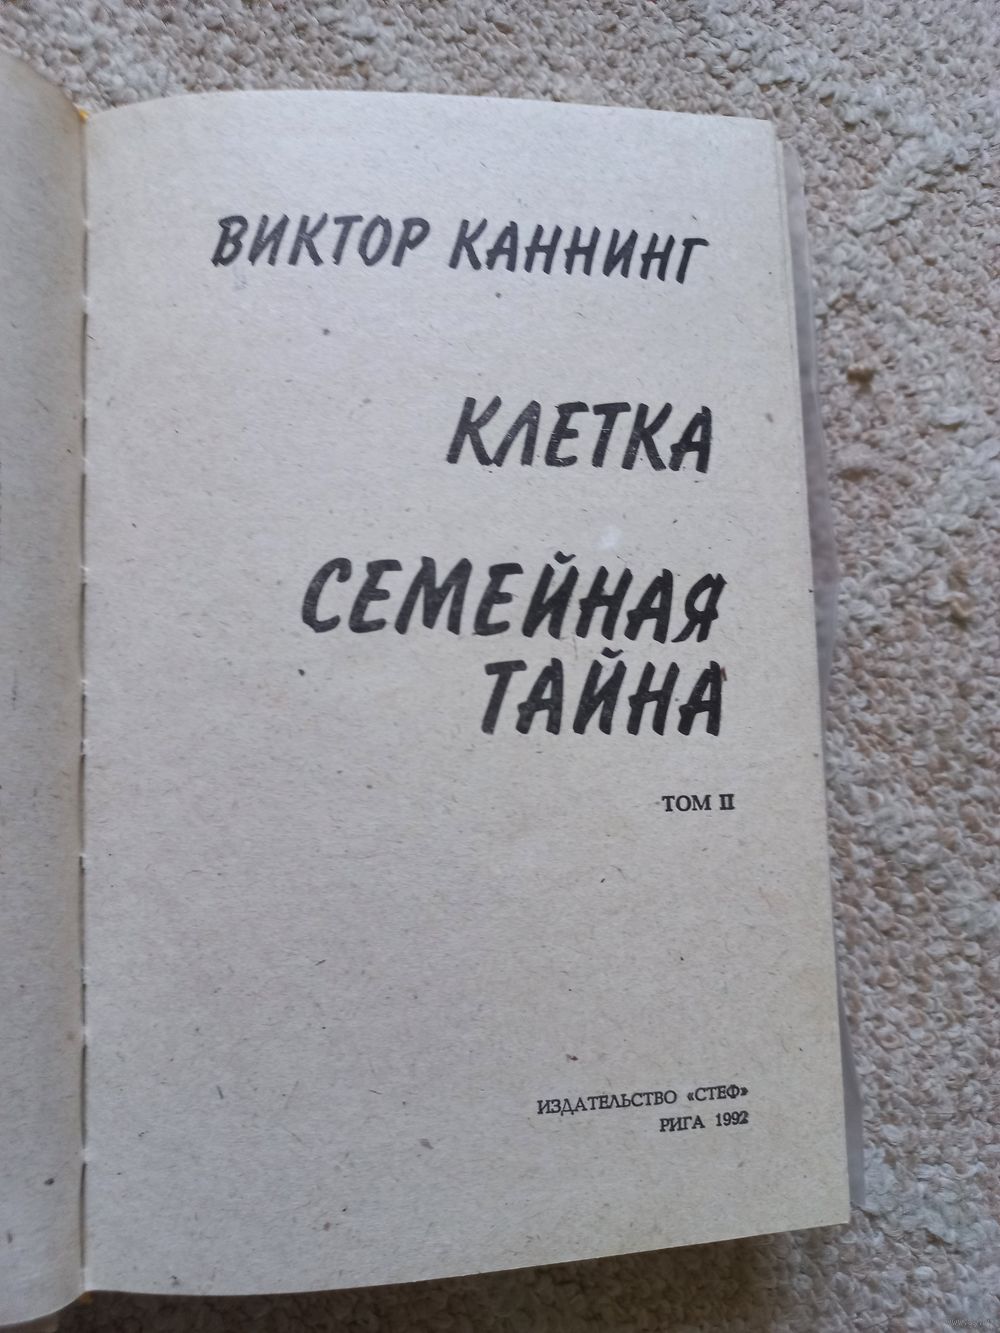 ВИКТОР КАННИНГ
КЛЕТКА
СЕМЕЙНАЯ
ТАЙНА
ТОМ II
ИЗДАТЕЛЬСТВО «СТЕФ»
РИГА 1992